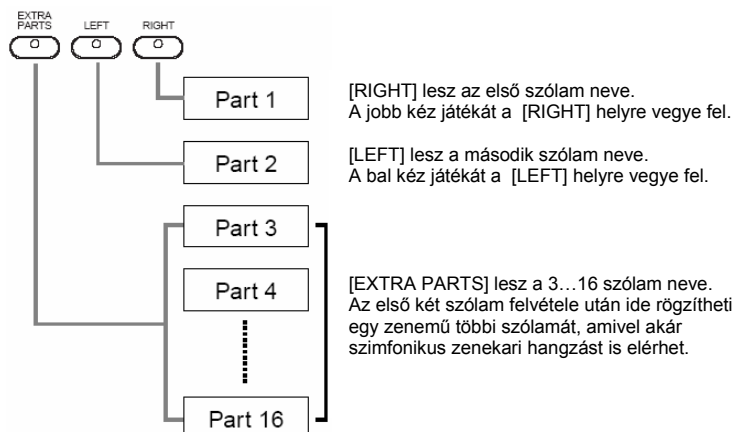 EXTRA
PARTS
LEFT
RIGHT
Part 1
[RIGHT] lesz az első szólam neve.
A jobb kéz játékát a [RIGHT] helyre vegye fel.
Part 2
[LEFT] lesz a második szólam neve.
A bal kéz játékát a [LEFT] helyre vegye fel.
Part 3
Part 4
[EXTRA PARTS] lesz a 3…16 szólam neve.
Az első két szólam felvétele után ide rögzítheti
egy zenemű többi szólamát, amivel akár
szimfonikus zenekari hangzást is elérhet.
Part 16